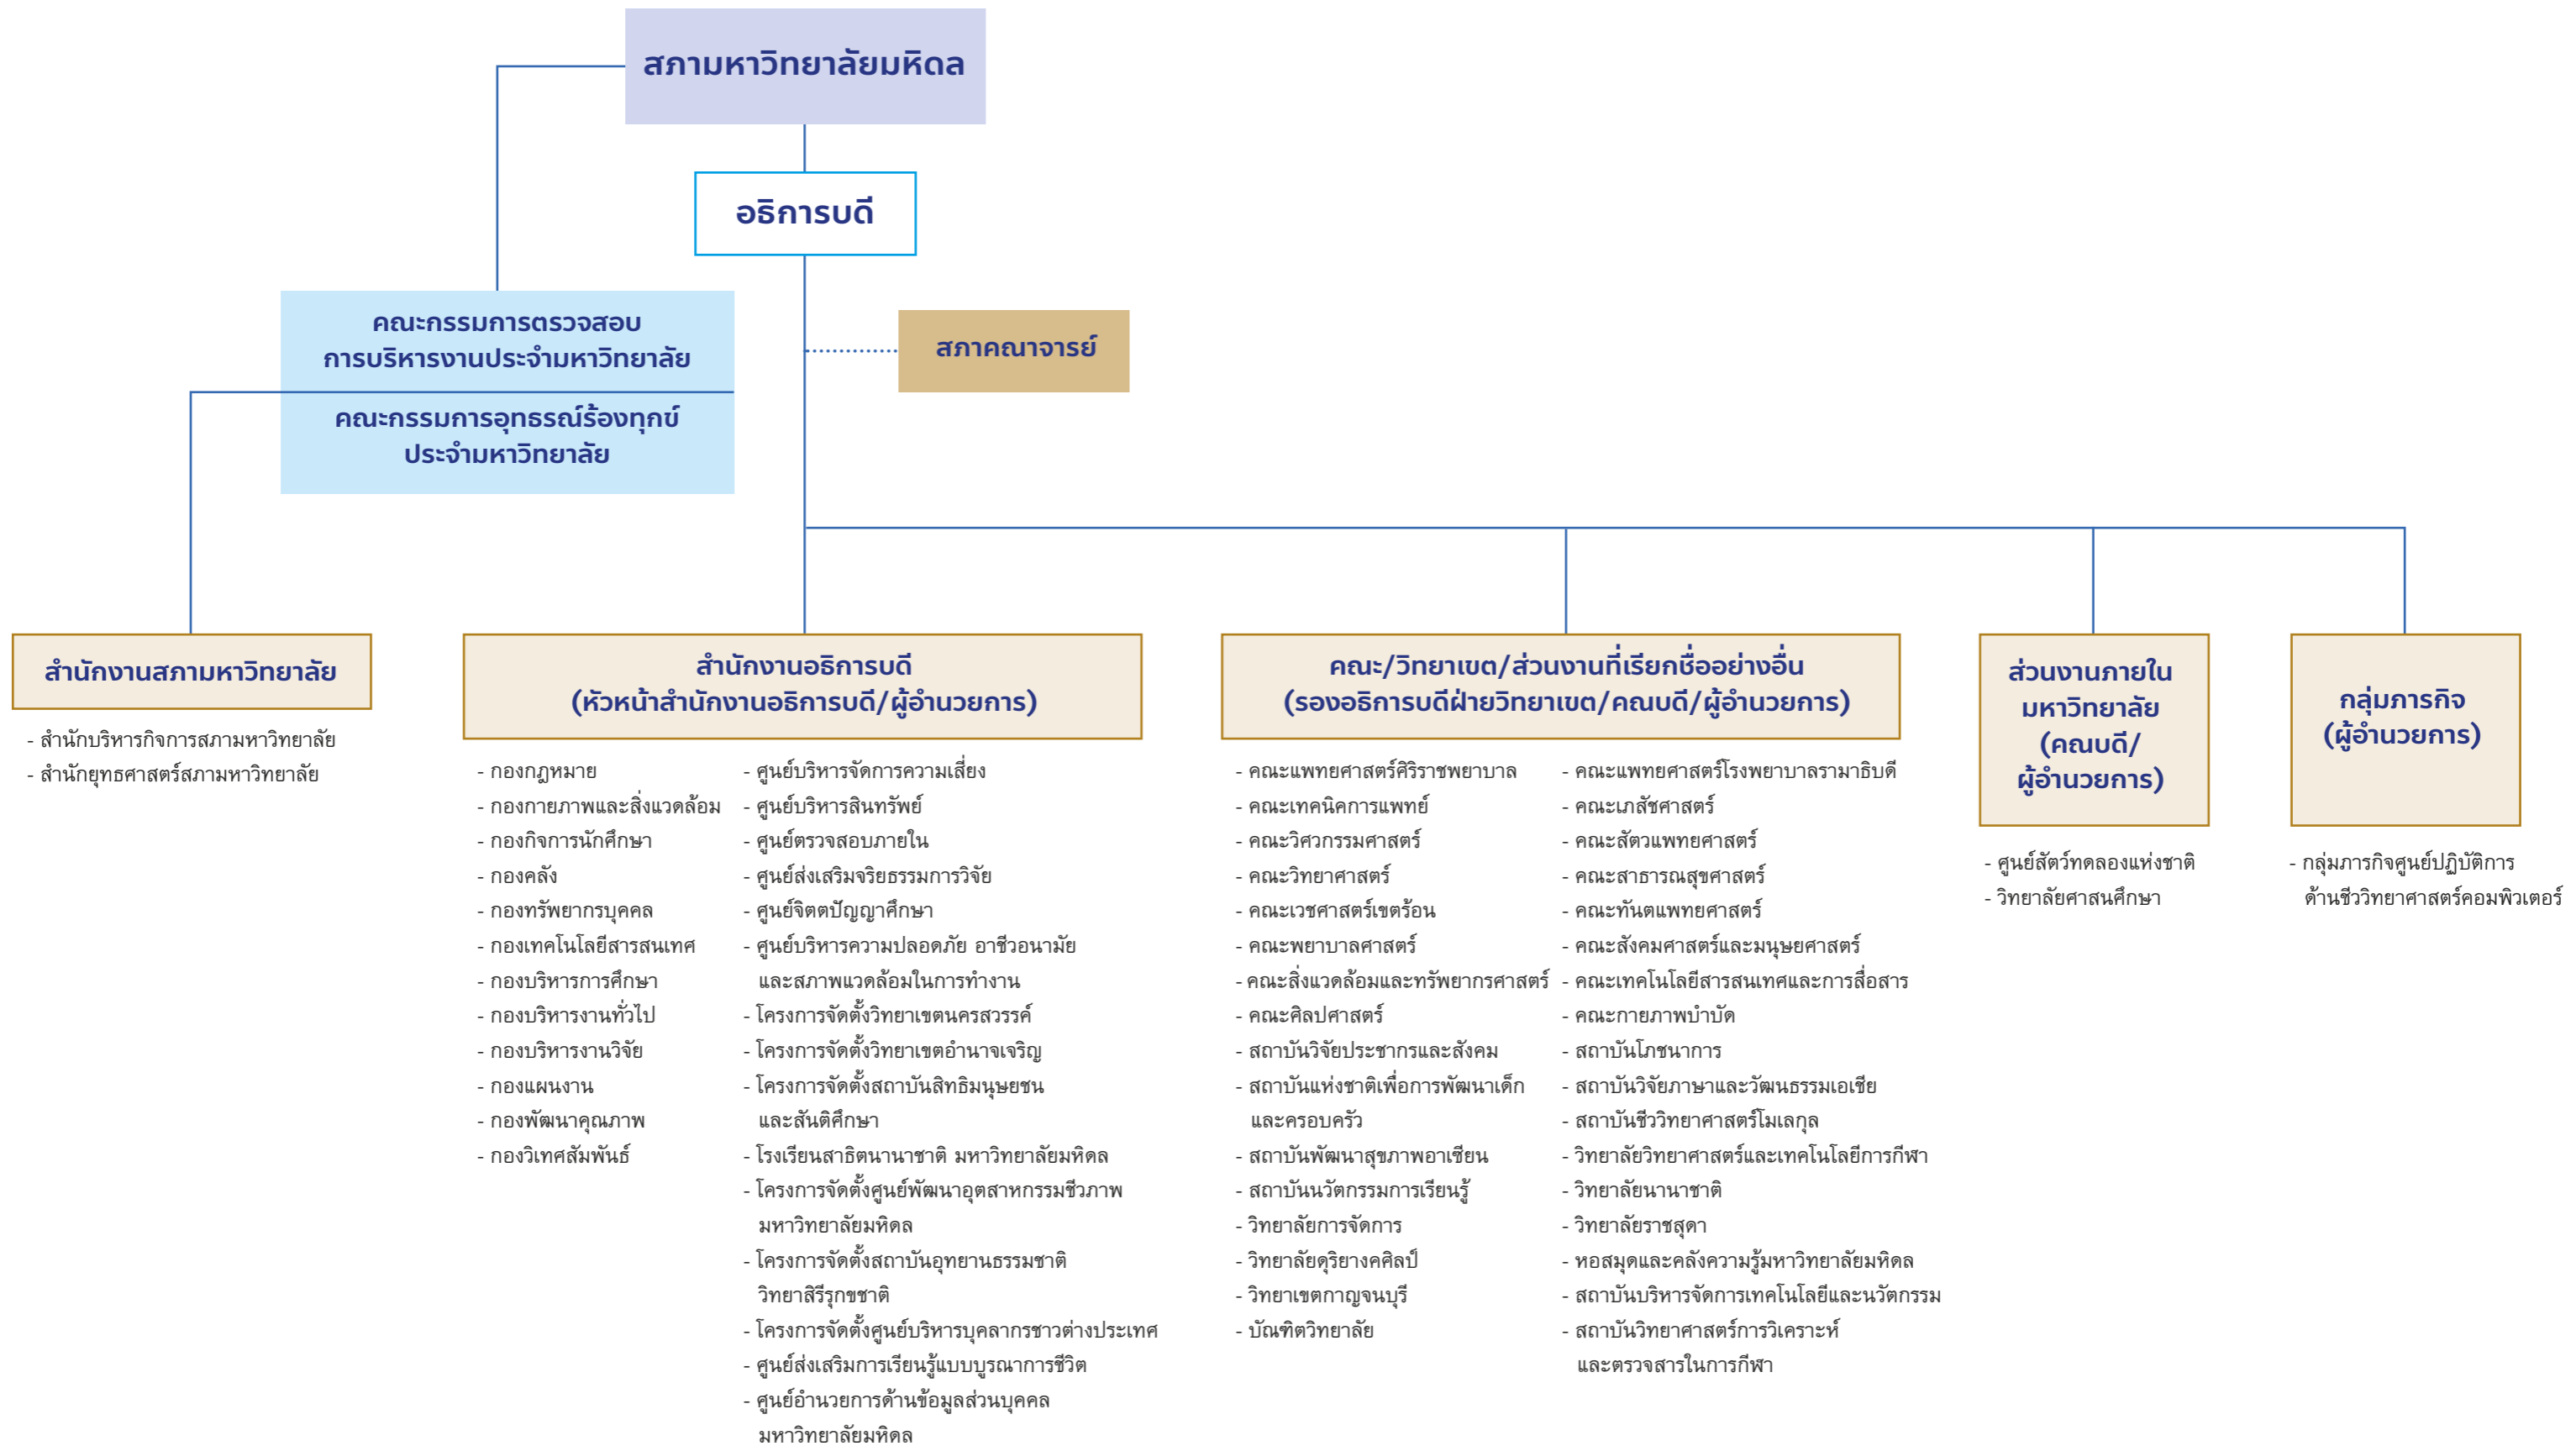 สภามหาวิทยาลัยมหิดล
อธิการบดี
คณะกรรมการตรวจสอบ
การบริหารงานประจำมหาวิทยาลัย
คณะกรรมการอุทธรณ์ร้องทุกข์
ประจำมหาวิทยาลัย
สภาคณาจารย์
สำนักงานสภามหาวิทยาลัย
- สำนักบริหารกิจการสภามหาวิทยาลัย
- สำนักยุทธศาสตร์สภามหาวิทยาลัย
สำนักงานอธิการบดี
(หัวหน้าสำนักงานอธิการบดี/ผู้อำนวยการ)
- กองกฎหมาย
- กองกายภาพและสิ่งแวดล้อม
- กองกิจการนักศึกษา
- กองคลัง
- กองทรัพยากรบุคคล
- กองเทคโนโลยีสารสนเทศ
- กองบริหารการศึกษา
- กองบริหารงานทั่วไป
- กองบริหารงานวิจัย
- กองแผนงาน
- กองพัฒนาคุณภาพ
- กองวิเทศสัมพันธ์
- ศูนย์บริหารจัดการความเสี่ยง
- ศูนย์บริหารสินทรัพย์
- ศูนย์ตรวจสอบภายใน
- ศูนย์ส่งเสริมจริยธรรมการวิจัย
- ศูนย์จิตตปัญญาศึกษา
- ศูนย์บริหารความปลอดภัย อาชีวอนามัย
และสภาพแวดล้อมในการทำงาน
- โครงการจัดตั้งวิทยาเขตนครสวรรค์
- โครงการจัดตั้งวิทยาเขตอำนาจเจริญ
- โครงการจัดตั้งสถาบันสิทธิมนุษยชน
และสันติศึกษา
- โรงเรียนสาธิตนานาชาติ มหาวิทยาลัยมหิดล
- โครงการจัดตั้งศูนย์พัฒนาอุตสาหกรรมชีวภาพ
มหาวิทยาลัยมหิดล
- โครงการจัดตั้งสถาบันอุทยานธรรมชาติ
วิทยาสิรีรุกขชาติ
- โครงการจัดตั้งศูนย์บริหารบุคลากรชาวต่างประเทศ
- ศูนย์ส่งเสริมการเรียนรู้แบบบูรณาการชีวิต
- ศูนย์อำนวยการด้านข้อมูลส่วนบุคคล
มหาวิทยาลัยมหิดล
คณะ/วิทยาเขต/ส่วนงานที่เรียกชื่ออย่างอื่น
(รองอธิการบดีฝ่ายวิทยาเขต/คณบดี/ผู้อำนวยการ)
- คณะแพทยศาสตร์ศิริราชพยาบาล
- คณะเทคนิคการแพทย์
- คณะวิศวกรรมศาสตร์
- คณะวิทยาศาสตร์
- คณะเวชศาสตร์เขตร้อน
- คณะพยาบาลศาสตร์
- คณะสิ่งแวดล้อมและทรัพยากรศาสตร์
- คณะศิลปศาสตร์
- สถาบันวิจัยประชากรและสังคม
- สถาบันแห่งชาติเพื่อการพัฒนาเด็ก
และครอบครัว
- สถาบันพัฒนาสุขภาพอาเซียน
- สถาบันนวัตกรรมการเรียนรู้
- วิทยาลัยการจัดการ
- วิทยาลัยดุริยางคศิลป์
- วิทยาเขตกาญจนบุรี
- บัณฑิตวิทยาลัย
- คณะแพทยศาสตร์โรงพยาบาลรามาธิบดี
- คณะเภสัชศาสตร์
- คณะสัตวแพทยศาสตร์
- คณะสาธารณสุขศาสตร์
- คณะทันตแพทยศาสตร์
- คณะสังคมศาสตร์และมนุษยศาสตร์
- คณะเทคโนโลยีสารสนเทศและการสื่อสาร
- คณะกายภาพบำบัด
- สถาบันโภชนาการ
- สถาบันวิจัยภาษาและวัฒนธรรมเอเชีย
- สถาบันชีววิทยาศาสตร์โมเลกุล
- วิทยาลัยวิทยาศาสตร์และเทคโนโลยีการกีฬา
- วิทยาลัยนานาชาติ
- วิทยาลัยราชสุดา
- หอสมุดและคลังความรู้มหาวิทยาลัยมหิดล
- สถาบันบริหารจัดการเทคโนโลยีและนวัตกรรม
- สถาบันวิทยาศาสตร์การวิเคราะห์
และตรวจสารในการกีฬา
ส่วนงานภายใน
มหาวิทยาลัย
(คณบดี/
ผู้อำนวยการ)
- ศูนย์สัตว์ทดลองแห่งชาติ
- วิทยาลัยศาสนศึกษา
กลุ่มภารกิจ
(ผู้อำนวยการ)
- กลุ่มภารกิจศูนย์ปฏิบัติการ
ด้านชีววิทยาศาสตร์คอมพิวเตอร์